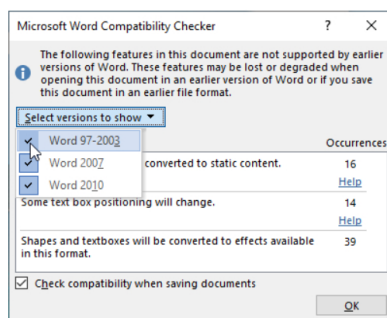 Microsoft Word Compatibility Checker ? X
The following features in this document are not supported by earlier
versions of Word. These features may be lost or degraded when
opening this document in an earlier version of Word or if you save
this document in an earlier file format.
Select versions to show
Word 97-2003
Occurrences
Word 2007
converted to static content. 16
Help
Word 2010
Some text box positioning will change. 14
Help
Shapes and textboxes will be converted to effects available 39
in this format.
Check compatibility when saving documents
OK